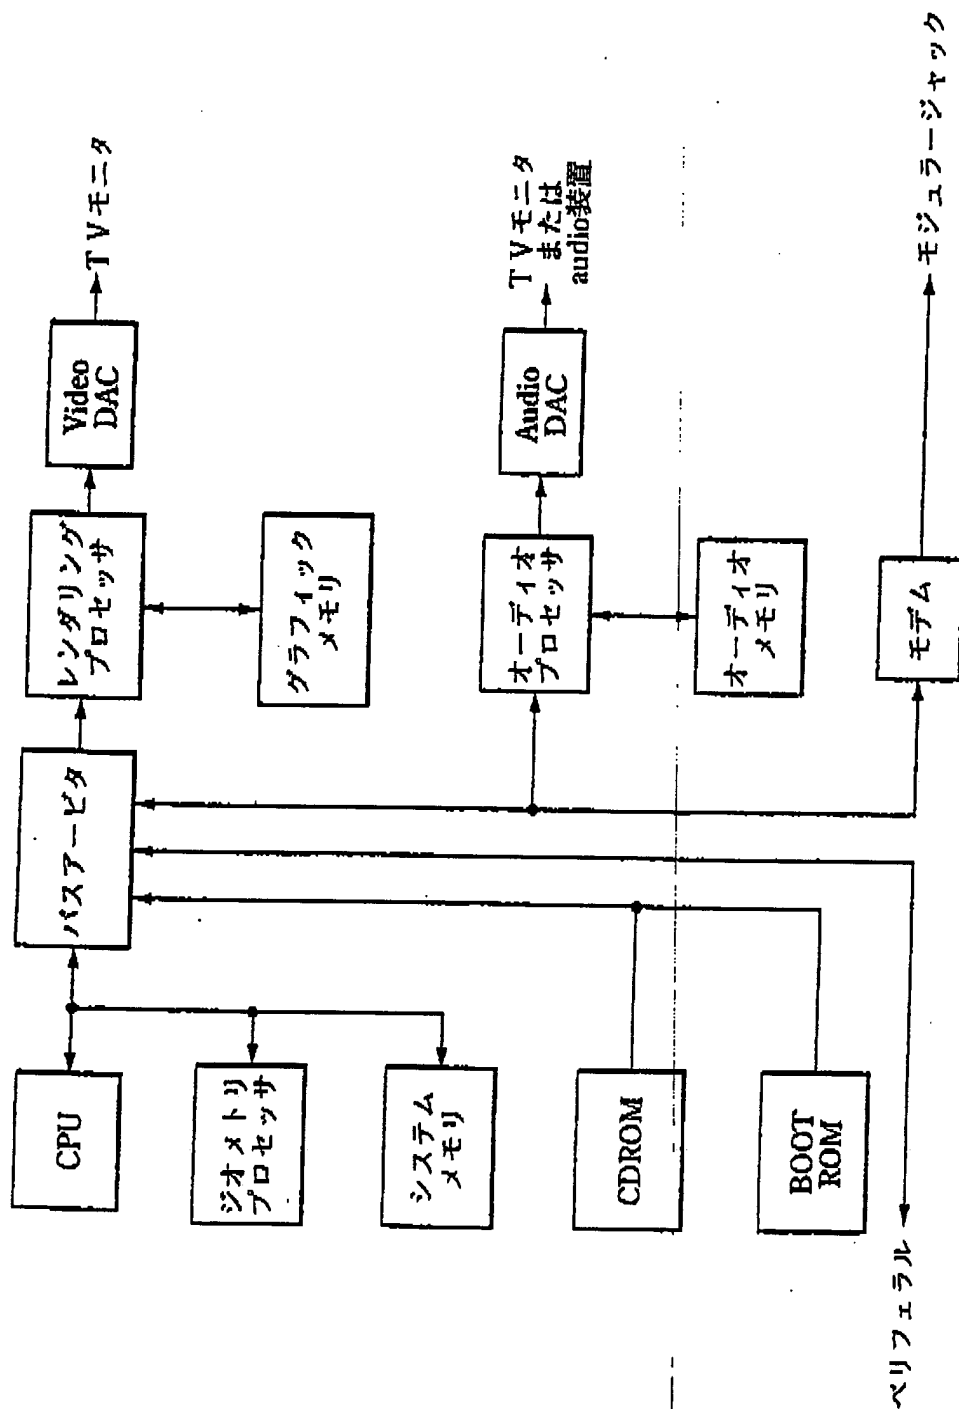 CPU
ジオメトリ
プロセッサ
システム
メモリ
CDROM
BOOT
ROM
ペリフェラル
バスアービタ
レンダリング
プロセッサ
グラフィック
メモリ
オーディオ
プロセッサ
オーディオ
メモリ
モデム
Video
DAC
Audio
DAC
TVモニタ
TVモニタ
または
audio装置
モジュラージャック